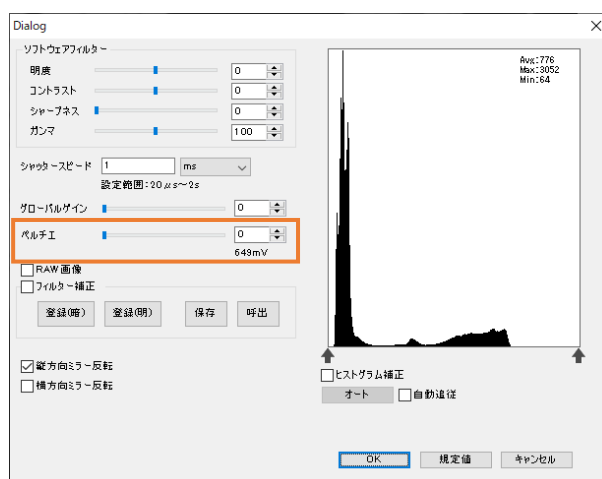 Dialog
ソフトウェアフィルター
明度 0
コントラスト 0
シャープネス 0
ガンマ 100
シャッタースピード 1 ms
設定範囲：20μs～2s
グローバルゲイン 0
ペルチエ 0
649mV
RAW画像
フィルター補正
登録(暗) 登録(明) 保存 呼出
縦方向ミラー反転
横方向ミラー反転
Avg:776
Max:3052
Min:64
ヒストグラム補正
オート 自動追従
OK 規定値 キャンセル